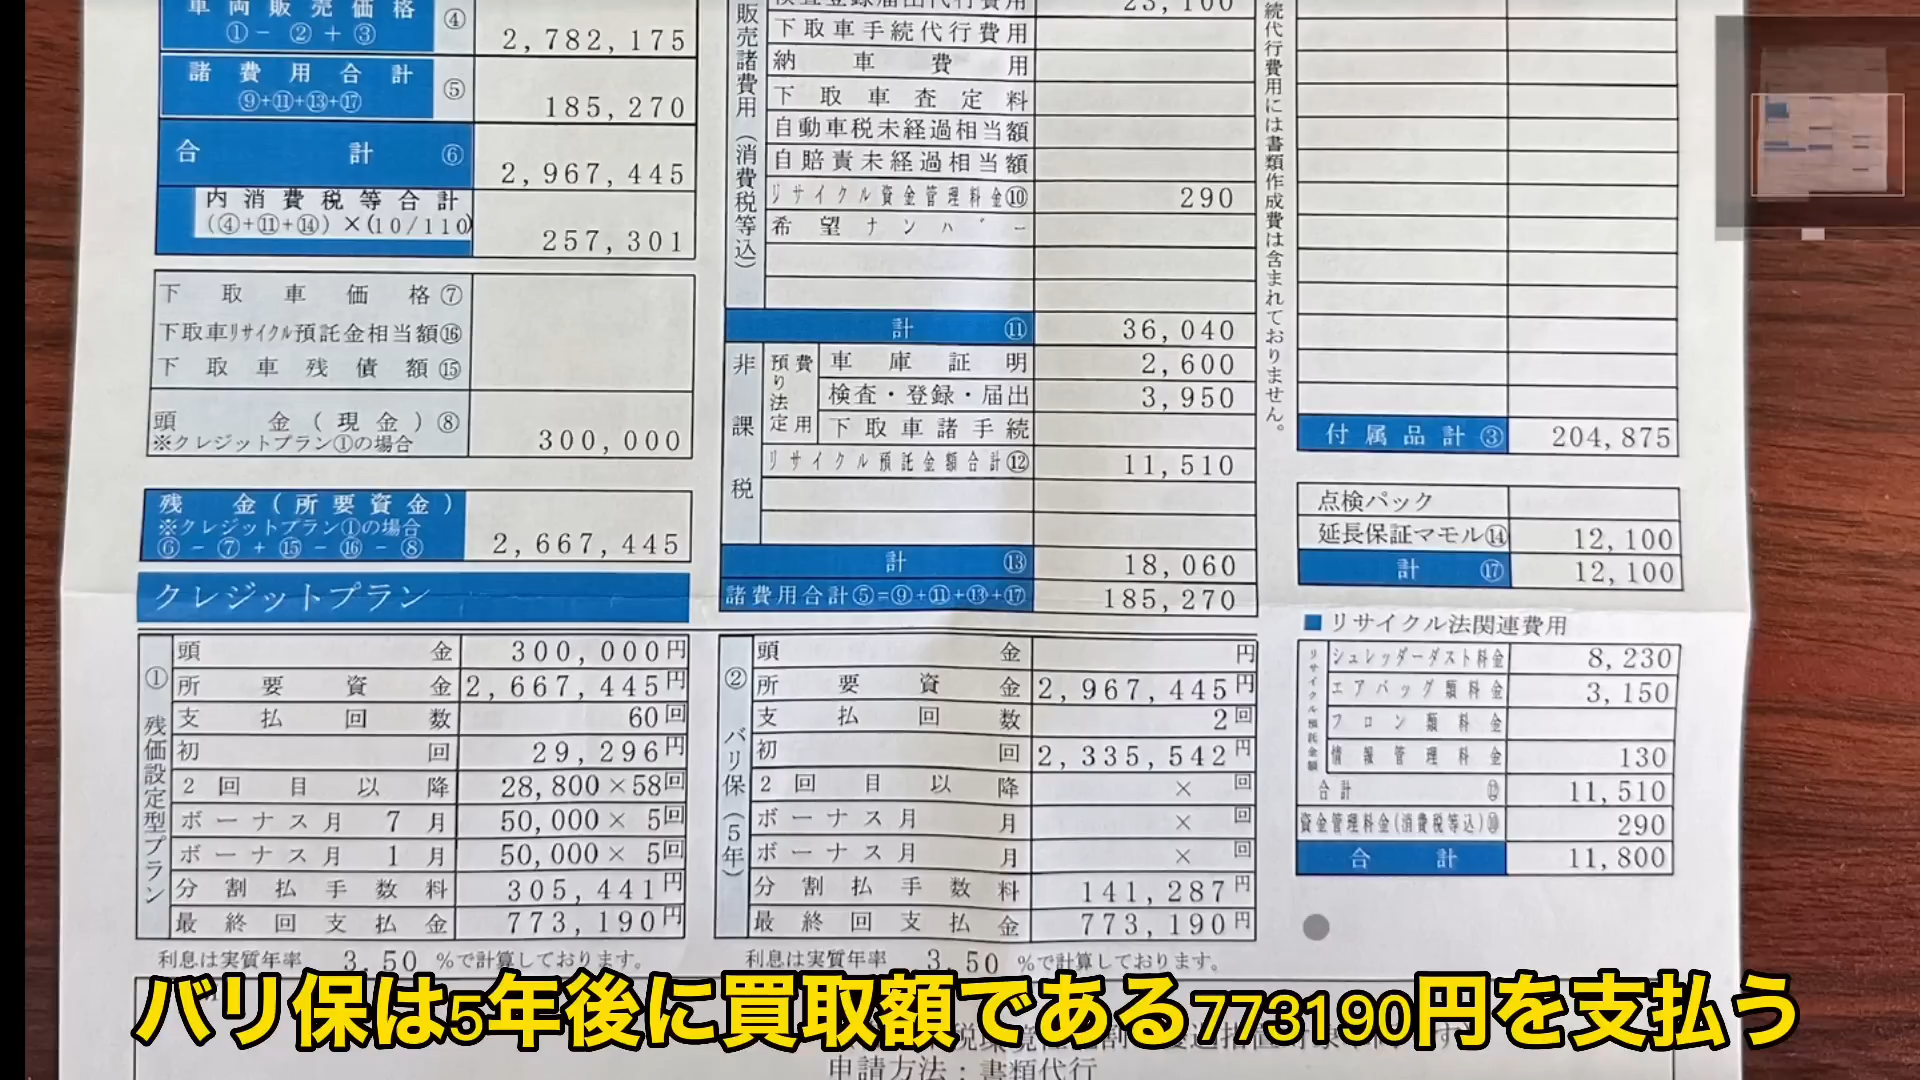 車両販売価格 ④
①-②+③
2,782,175
諸費用合計 ⑤
⑨+⑪+⑬+⑰
185,270
合計 ⑥
2,967,445
内消費税等合計
(④+⑪+⑭)×(10/110)
257,301
下取車価格⑦
下取車リサイクル預託金相当額⑯
下取車残債額⑮
頭金(現金)⑧
※クレジットプラン①の場合
300,000
残金(所要資金)
※クレジットプラン①の場合
⑥-⑦+⑮-⑯-⑧
2,667,445
クレジットプラン
①残価設定型プラン
頭金 300,000円
所要資金 2,667,445円
支払回数 60回
初回 29,296円
2回目以降 28,800×58回
ボーナス月 7月 50,000× 5回
ボーナス月 1月 50,000× 5回
分割払手数料 305,441円
最終回支払金 773,190円
利息は実質年率 3.50 %で計算しております。
販売諸費用(消費税等込)
検査登録届出代行費用 23,100
下取車手続代行費用
納車費用
下取車査定料
自動車税未経過相当額
自賠責未経過相当額
リサイクル資金管理料金⑩ 290
希望ナンバー
計 ⑪ 36,040
非課税
預り法定費用
車庫証明 2,600
検査・登録・届出 3,950
下取車諸手続
リサイクル預託金額合計⑫ 11,510
計 ⑬ 18,060
諸費用合計⑤=⑨+⑪+⑬+⑰ 185,270
②バリ保(5年)
頭金 円
所要資金 2,967,445円
支払回数 2回
初回 2,335,542円
2回目以降 × 回
ボーナス月 月 × 回
ボーナス月 月 × 回
分割払手数料 141,287円
最終回支払金 773,190円
利息は実質年率 3.50 %で計算しております。
続代行費用には書類作成費は含まれておりません。
付属品計③ 204,875
点検パック
延長保証マモル⑭ 12,100
計 ⑰ 12,100
■リサイクル法関連費用
リサイクル預託金額
シュレッダーダスト料金 8,230
エアバッグ類料金 3,150
フロン類料金
情報管理料金 130
合計 ⑫ 11,510
資金管理料金(消費税等込)⑩ 290
合計 11,800
バリ保は5年後に買取額である773190円を支払う
申請方法:書類代行